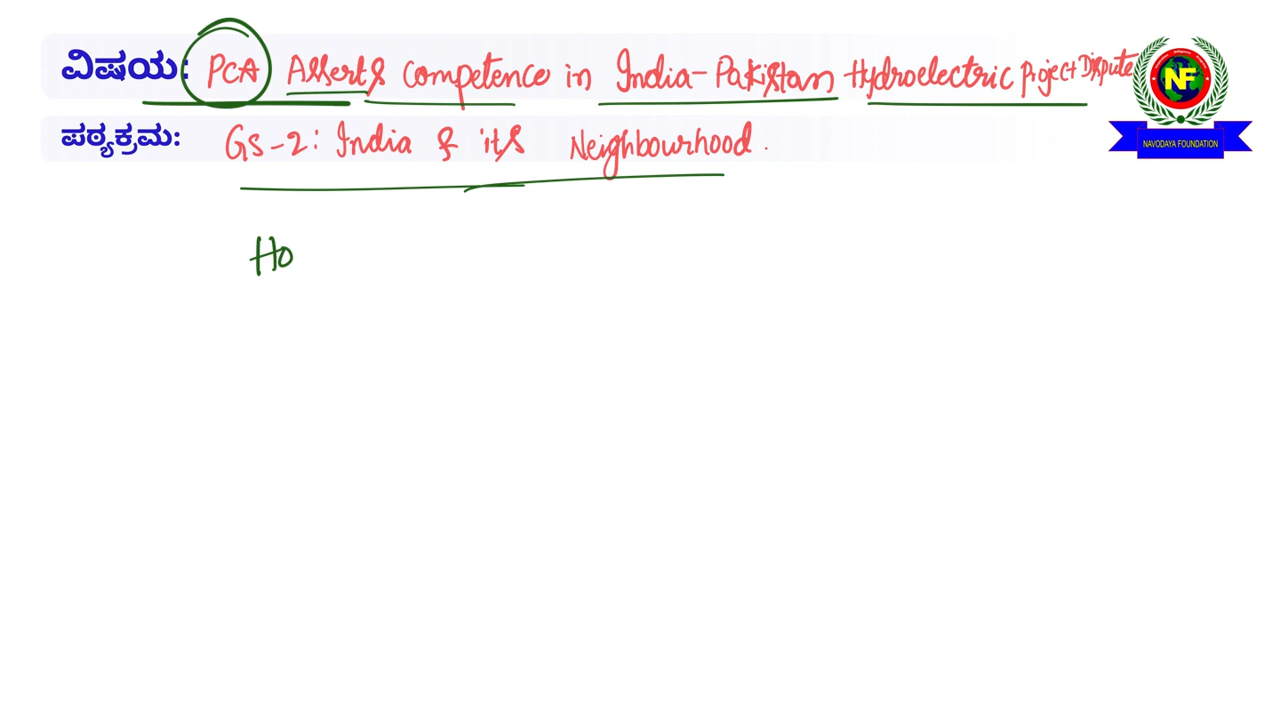 ವಿಷಯ: PCA Asserts competence in India-Pakistan Hydroelectric Project Dispute
ಪಠ್ಯಕ್ರಮ: GS-2: India & its Neighbourhood.
Ho
NF
NAVODAYA FOUNDATION